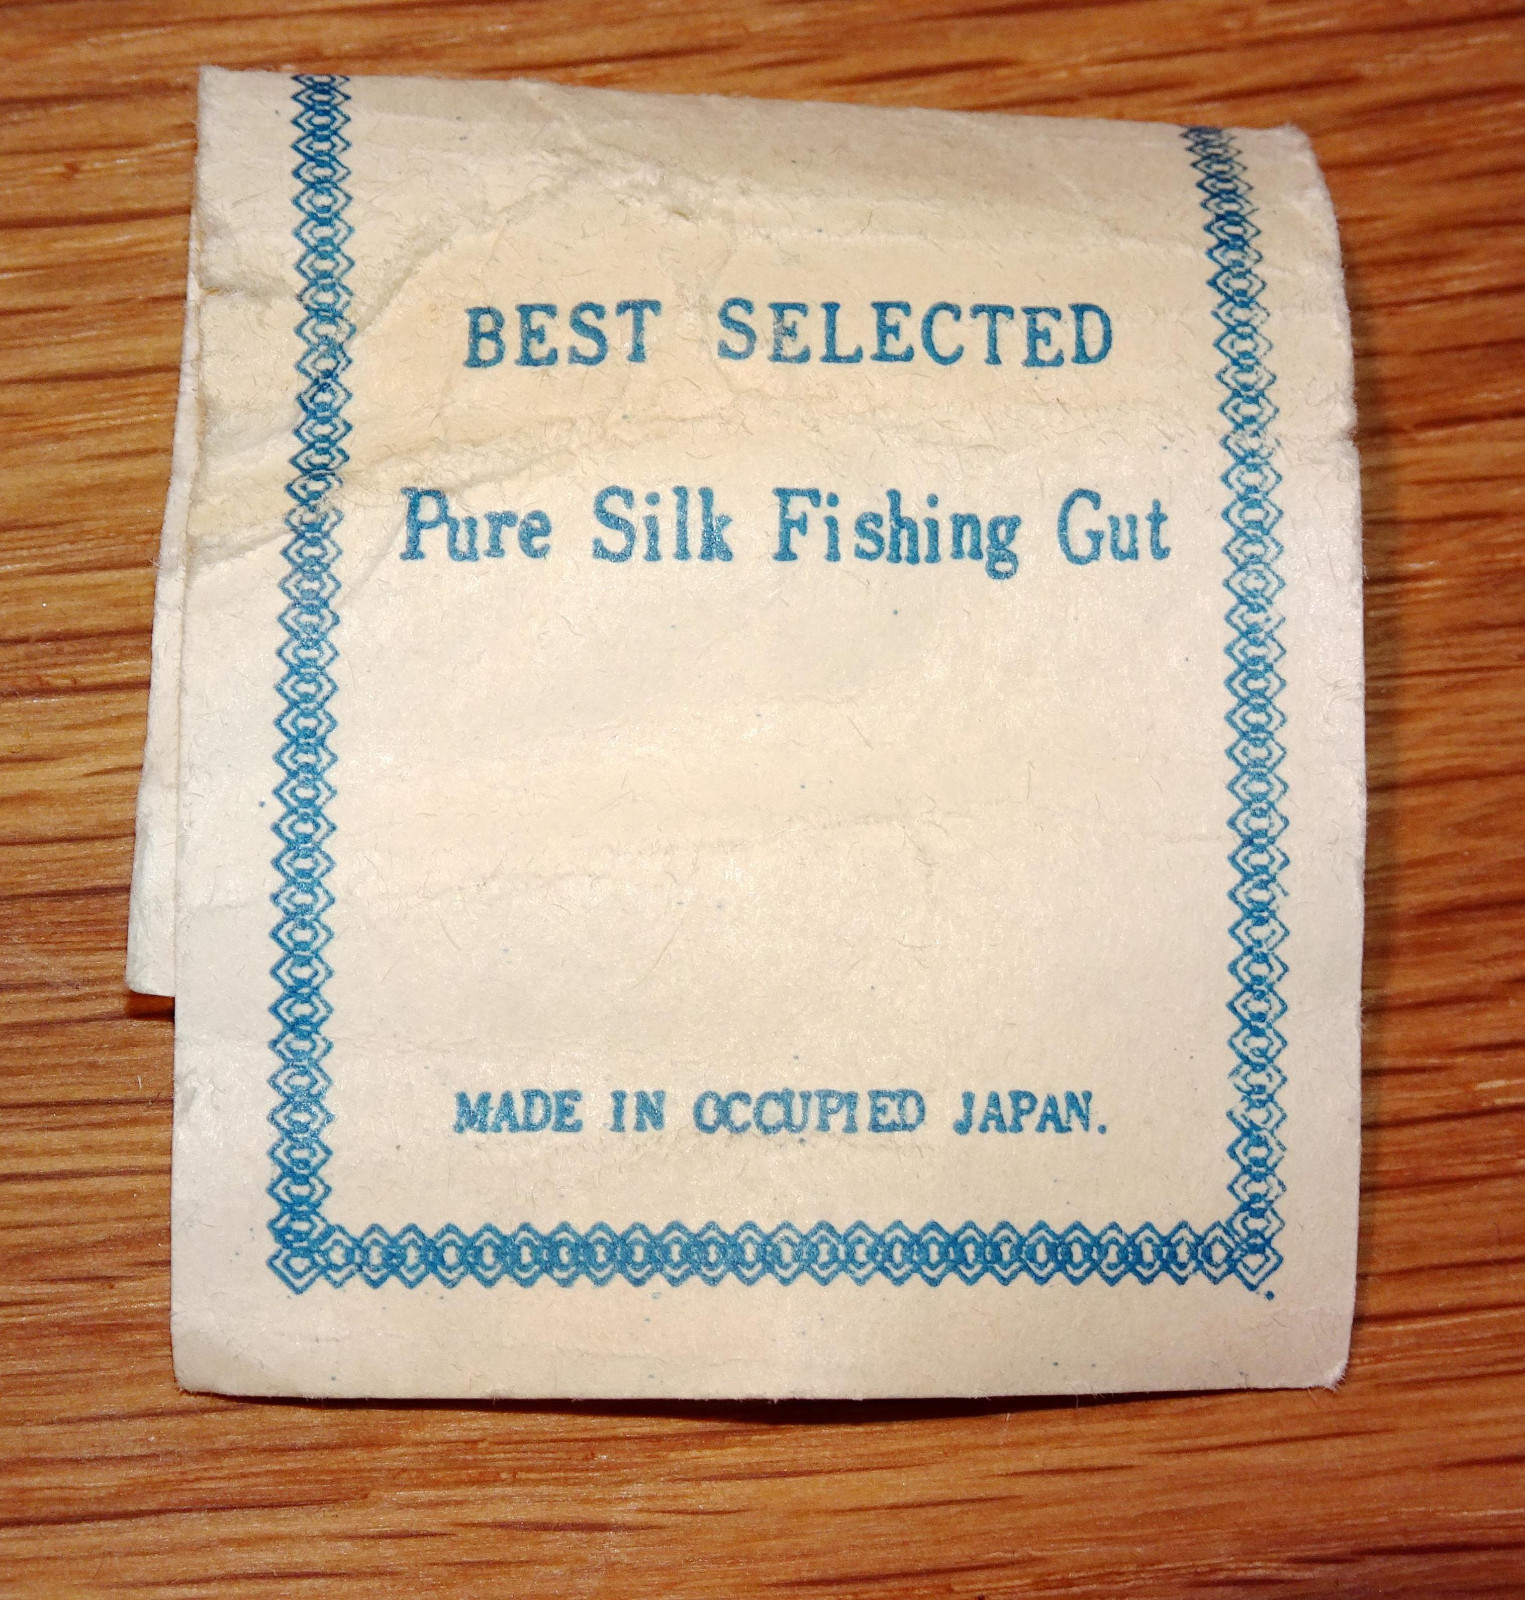 BEST SELECTED
Pure Silk Fishing Gut
MADE IN OCCUPIED JAPAN.